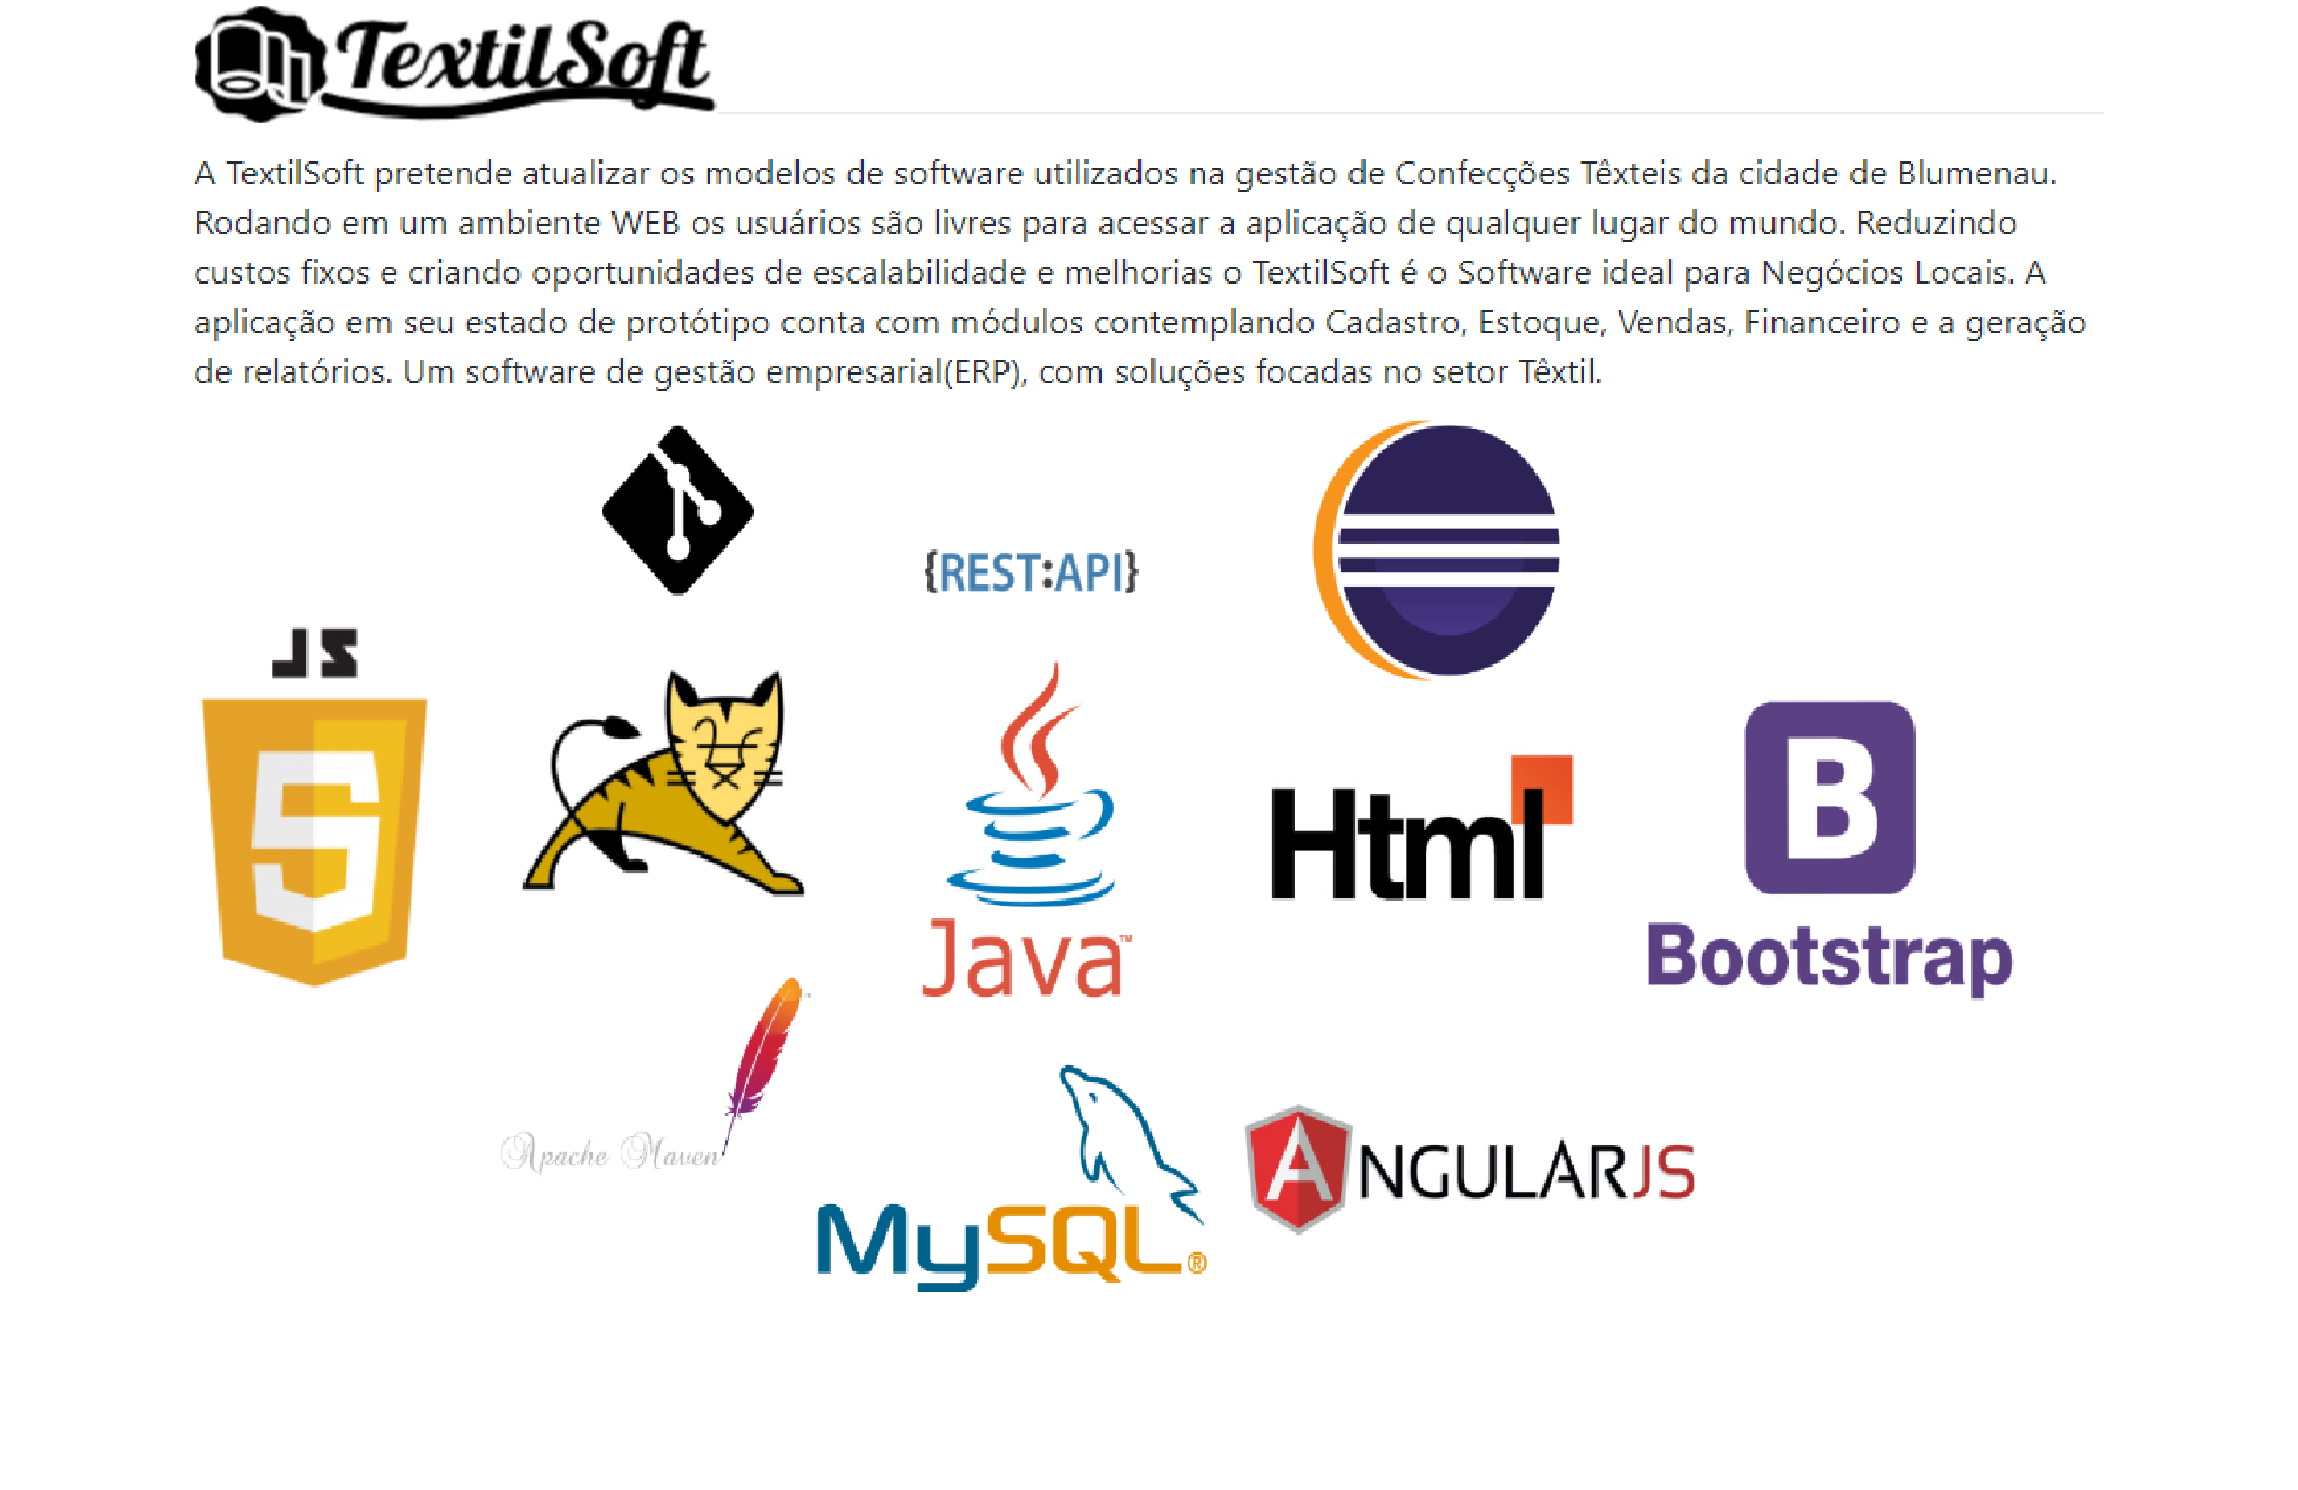 TextilSoft
A TextilSoft pretende atualizar os modelos de software utilizados na gestão de Confecções Têxteis da cidade de Blumenau.
Rodando em um ambiente WEB os usuários são livres para acessar a aplicação de qualquer lugar do mundo. Reduzindo
custos fixos e criando oportunidades de escalabilidade e melhorias o TextilSoft é o Software ideal para Negócios Locais. A
aplicação em seu estado de protótipo conta com módulos contemplando Cadastro, Estoque, Vendas, Financeiro e a geração
de relatórios. Um software de gestão empresarial(ERP), com soluções focadas no setor Têxtil.
{REST:API}
JS
5
Java™
Html
B
Bootstrap
Apache Maven™
MySQL®
ANGULARJS